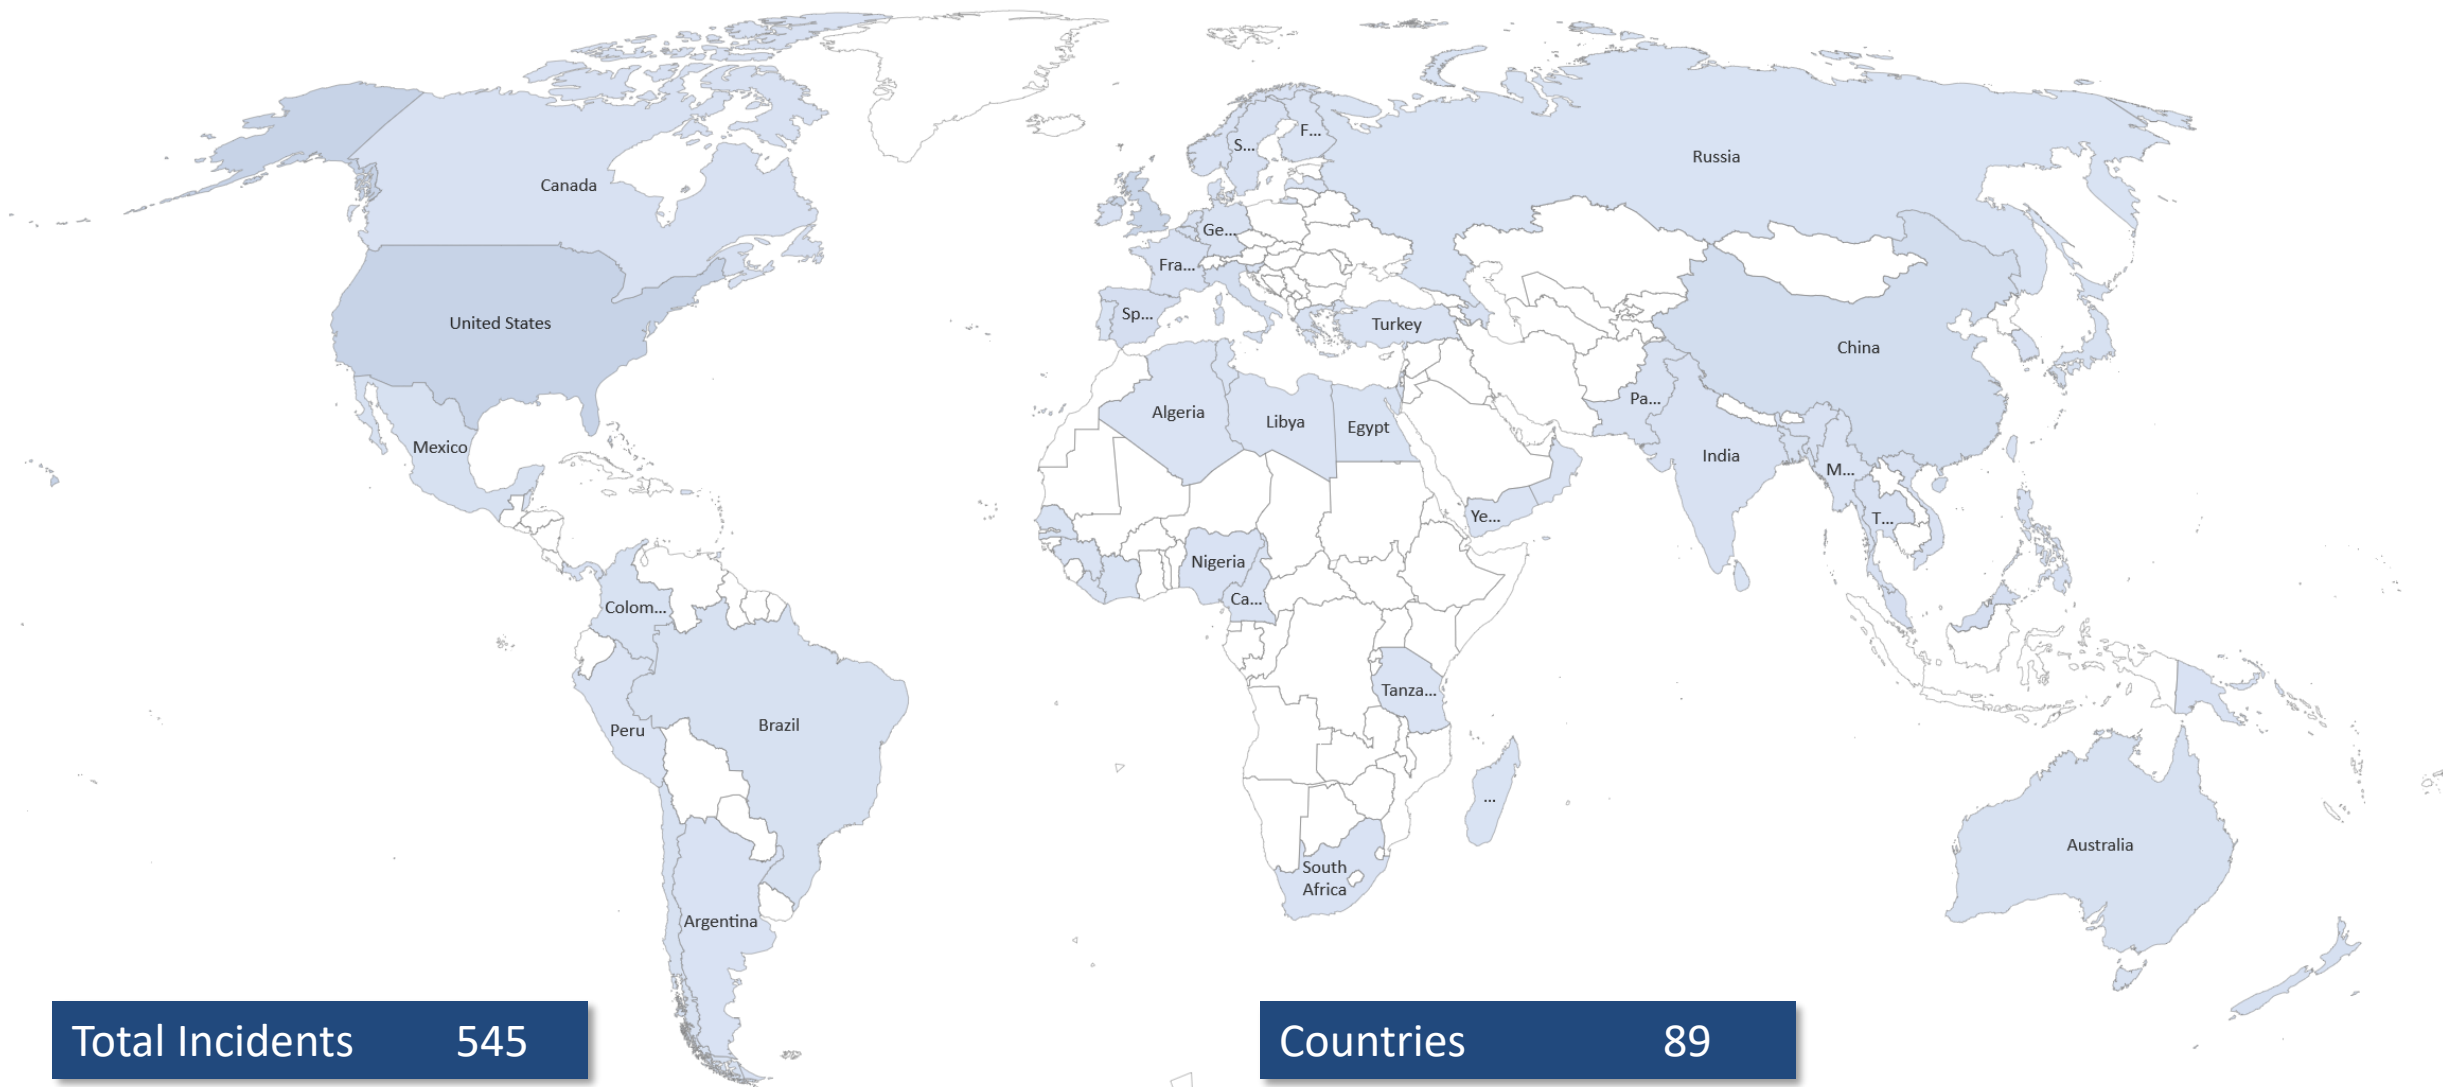 F...
S...
Russia
Canada
Ge...
Fra...
Sp...
United States
Turkey
China
Pa...
Algeria
Libya
Egypt
Mexico
India
M...
Ye...
T...
Nigeria
Ca...
Colom...
Tanza...
Peru
Brazil
...
Australia
South
Africa
Argentina
Total Incidents 545
Countries 89